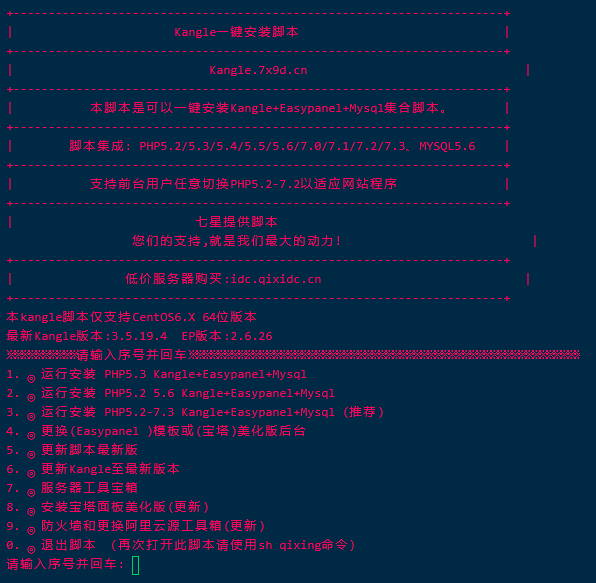 Kangle一键安装脚本
Kangle.7x9d.cn
本脚本是可以一键安装Kangle+Easypanel+Mysql集合脚本。
脚本集成: PHP5.2/5.3/5.4/5.5/5.6/7.0/7.1/7.2/7.3、MYSQL5.6
支持前台用户任意切换PHP5.2-7.2以适应网站程序
七星提供脚本
您们的支持,就是我们最大的动力!
低价服务器购买:idc.qixidc.cn
本kangle脚本仅支持CentOS6.X 64位版本
最新Kangle版本:3.5.19.4 EP版本:2.6.26
※※※※※※※※※※请输入序号并回车※※※※※※※※※※※※※※※※※※※※※※※※※※※※※※※※※※※※※※※※※※※※※※※※※※※※※※※※
1. ◎ 运行安装 PHP5.3 Kangle+Easypanel+Mysql
2. ◎ 运行安装 PHP5.2 5.6 Kangle+Easypanel+Mysql
3. ◎ 运行安装 PHP5.2-7.3 Kangle+Easypanel+Mysql (推荐)
4. ◎ 更换(Easypanel )模板或(宝塔)美化版后台
5. ◎ 更新脚本最新版
6. ◎ 更新Kangle至最新版本
7. ◎ 服务器工具宝箱
8. ◎ 安装宝塔面板美化版(更新)
9. ◎ 防火墙和更换阿里云源工具箱(更新)
0. ◎ 退出脚本 (再次打开此脚本请使用sh qixing命令)
请输入序号并回车: